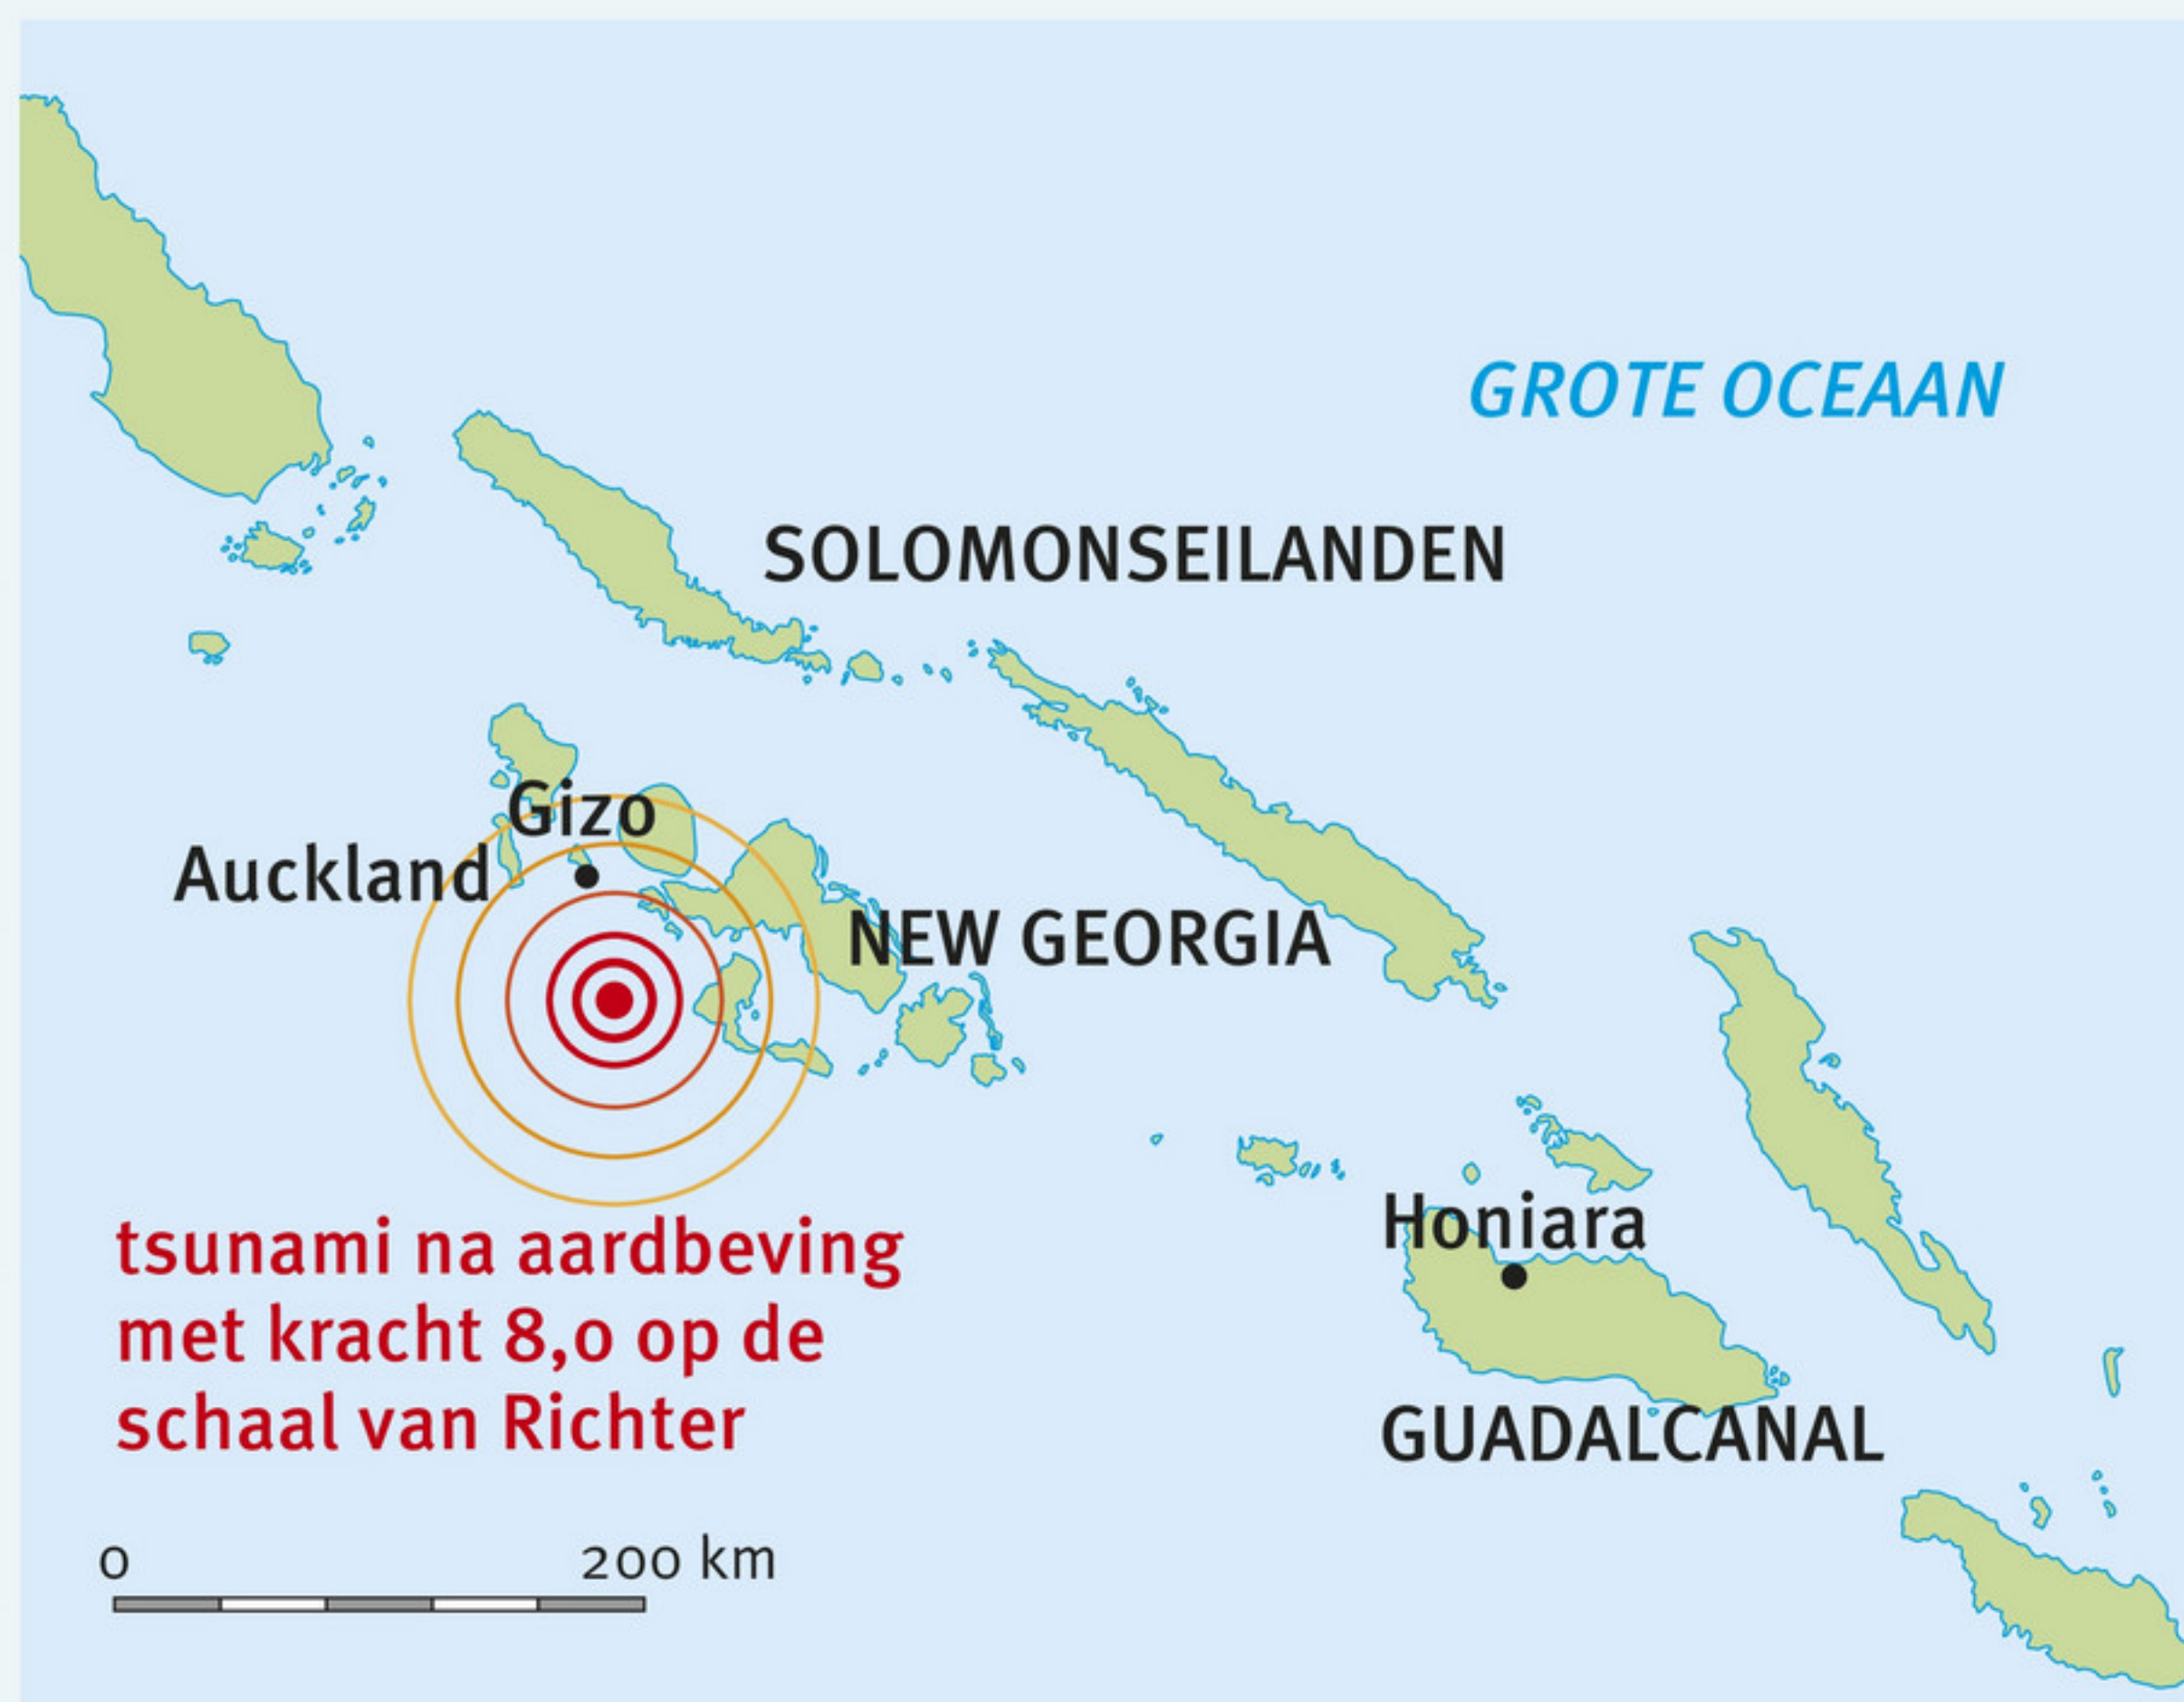 GROTE OCEAAN
SOLOMONSEILANDEN
Gizo
Auckland
NEW GEORGIA
Honiara
tsunami na aardbeving
met kracht 8,0 op de
schaal van Richter
GUADALCANAL
0 200 km